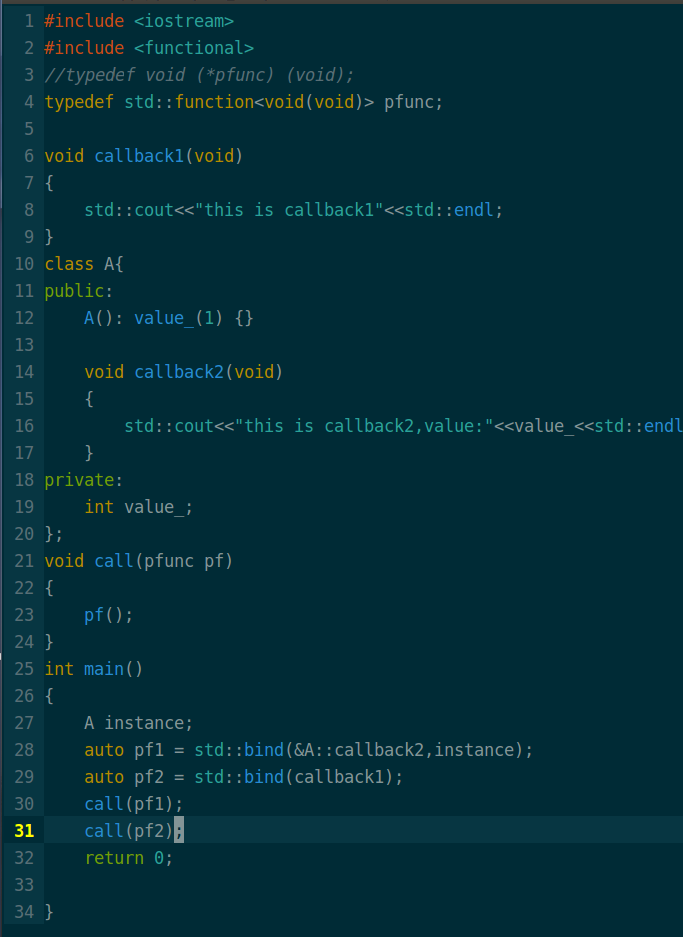 1 #include <iostream>
2 #include <functional>
3 //typedef void (*pfunc) (void);
4 typedef std::function<void(void)> pfunc;
5
6 void callback1(void)
7 {
8     std::cout<<"this is callback1"<<std::endl;
9 }
10 class A{
11 public:
12     A(): value_(1) {}
13
14     void callback2(void)
15     {
16         std::cout<<"this is callback2,value:"<<value_<<std::endl
17     }
18 private:
19     int value_;
20 };
21 void call(pfunc pf)
22 {
23     pf();
24 }
25 int main()
26 {
27     A instance;
28     auto pf1 = std::bind(&A::callback2,instance);
29     auto pf2 = std::bind(callback1);
30     call(pf1);
31     call(pf2);
32     return 0;
33
34 }